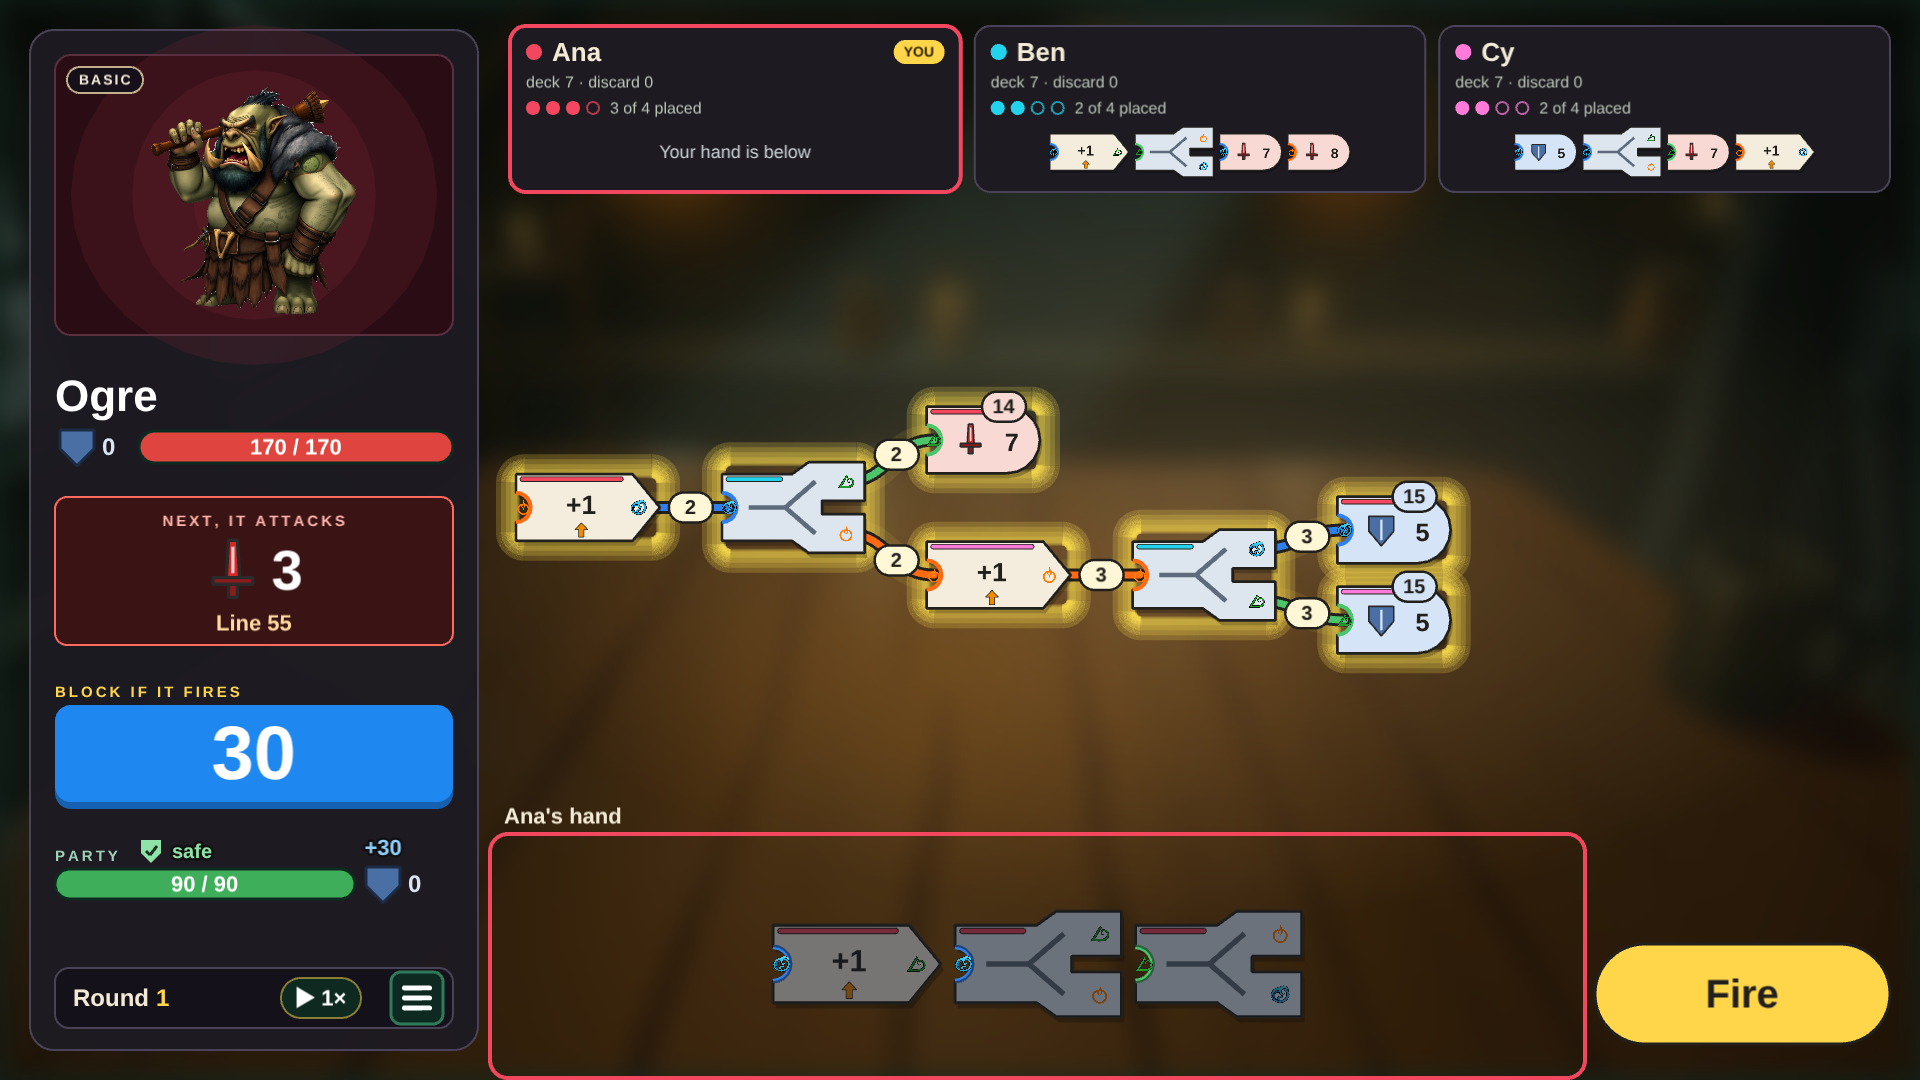 BASIC
Ogre
0
170 / 170
NEXT, IT ATTACKS
3
Line 55
BLOCK IF IT FIRES
30
PARTY
safe
+30
90 / 90
0
Round 1
1×
Ana
YOU
deck 7 · discard 0
3 of 4 placed
Your hand is below
Ben
deck 7 · discard 0
2 of 4 placed
+1
7
8
Cy
deck 7 · discard 0
2 of 4 placed
5
7
+1
+1
2
2
14
7
2
+1
3
3
15
5
3
15
5
Ana's hand
+1
Fire